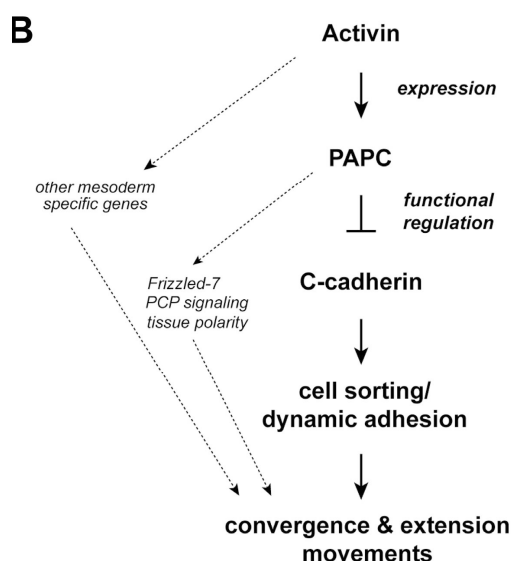 B
Activin
expression
PAPC
other mesoderm
specific genes
functional
regulation
Frizzled-7
PCP signaling
tissue polarity
C-cadherin
cell sorting/
dynamic adhesion
convergence & extension
movements